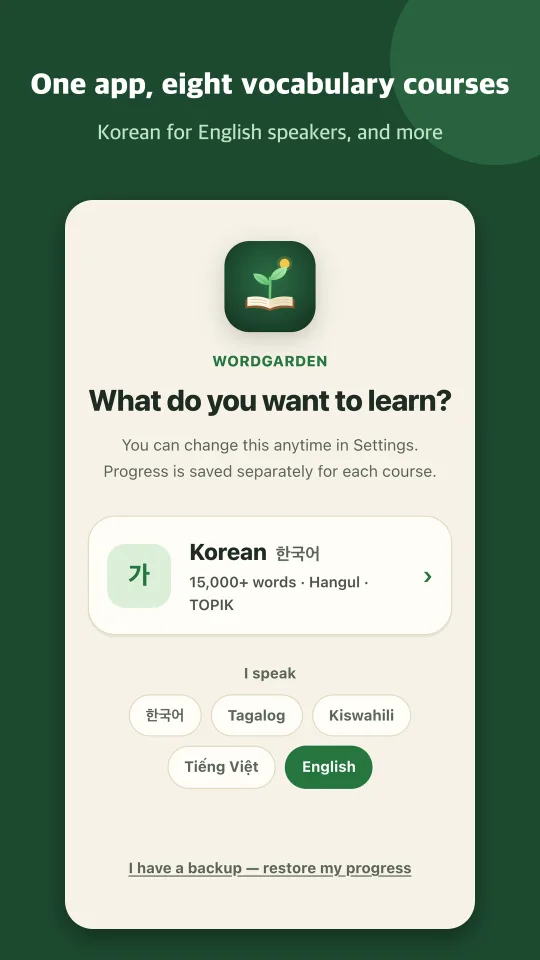 One app, eight vocabulary courses
Korean for English speakers, and more
WORDGARDEN
What do you want to learn?
You can change this anytime in Settings.
Progress is saved separately for each course.
가
Korean 한국어
15,000+ words · Hangul ·
TOPIK
›
I speak
한국어 Tagalog Kiswahili
Tiếng Việt English
I have a backup — restore my progress